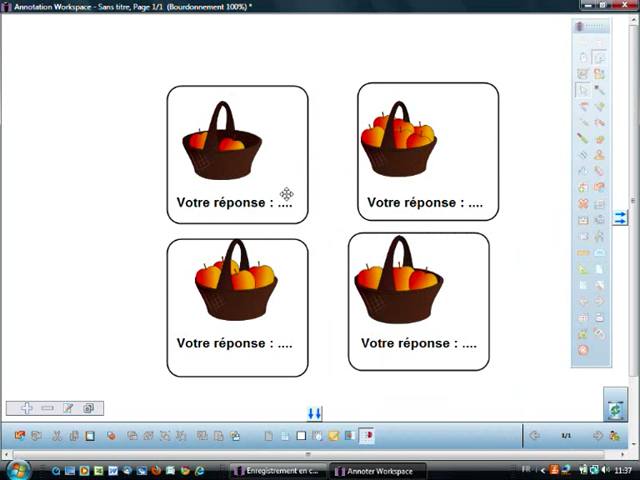 Annotation Workspace - Sans titre, Page 1/1 (Bourdonnement 100%) *
Votre réponse : ....
Votre réponse : ....
Votre réponse : ....
Votre réponse : ....
1/1
Enregistrement en c...
Annoter Workspace
FR
11:37